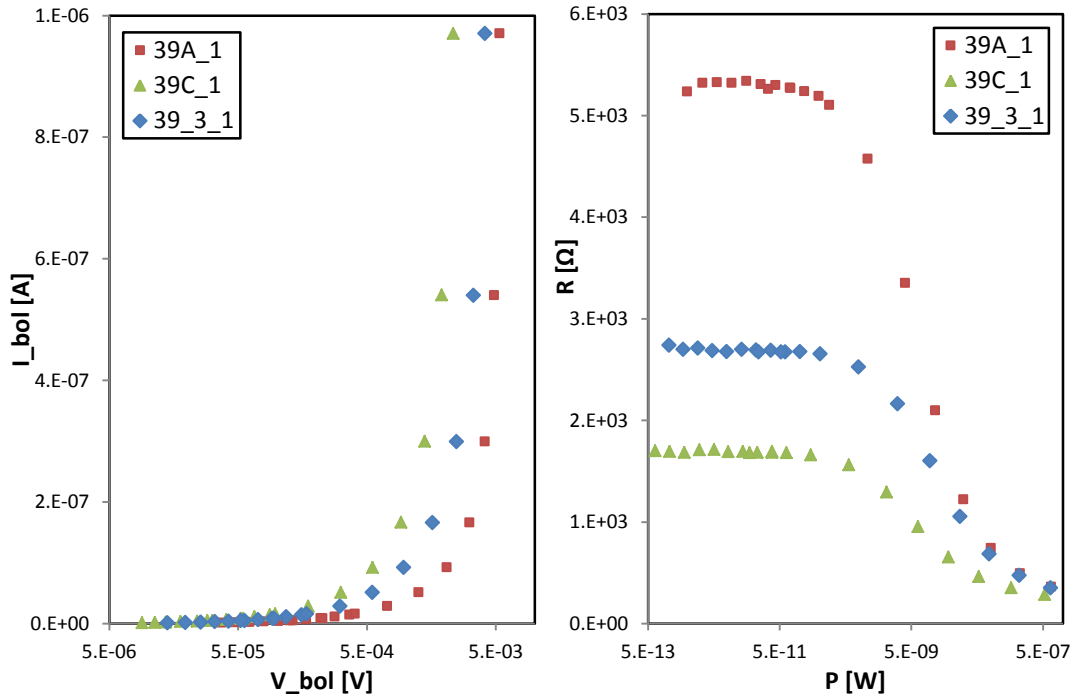 1.E-06
8.E-07
6.E-07
4.E-07
2.E-07
0.E+00
I_bol [A]
39A_1
39C_1
39_3_1
5.E-06
5.E-05
5.E-04
5.E-03
V_bol [V]
6.E+03
5.E+03
4.E+03
3.E+03
2.E+03
1.E+03
0.E+00
R [Ω]
39A_1
39C_1
39_3_1
5.E-13
5.E-11
5.E-09
5.E-07
P [W]